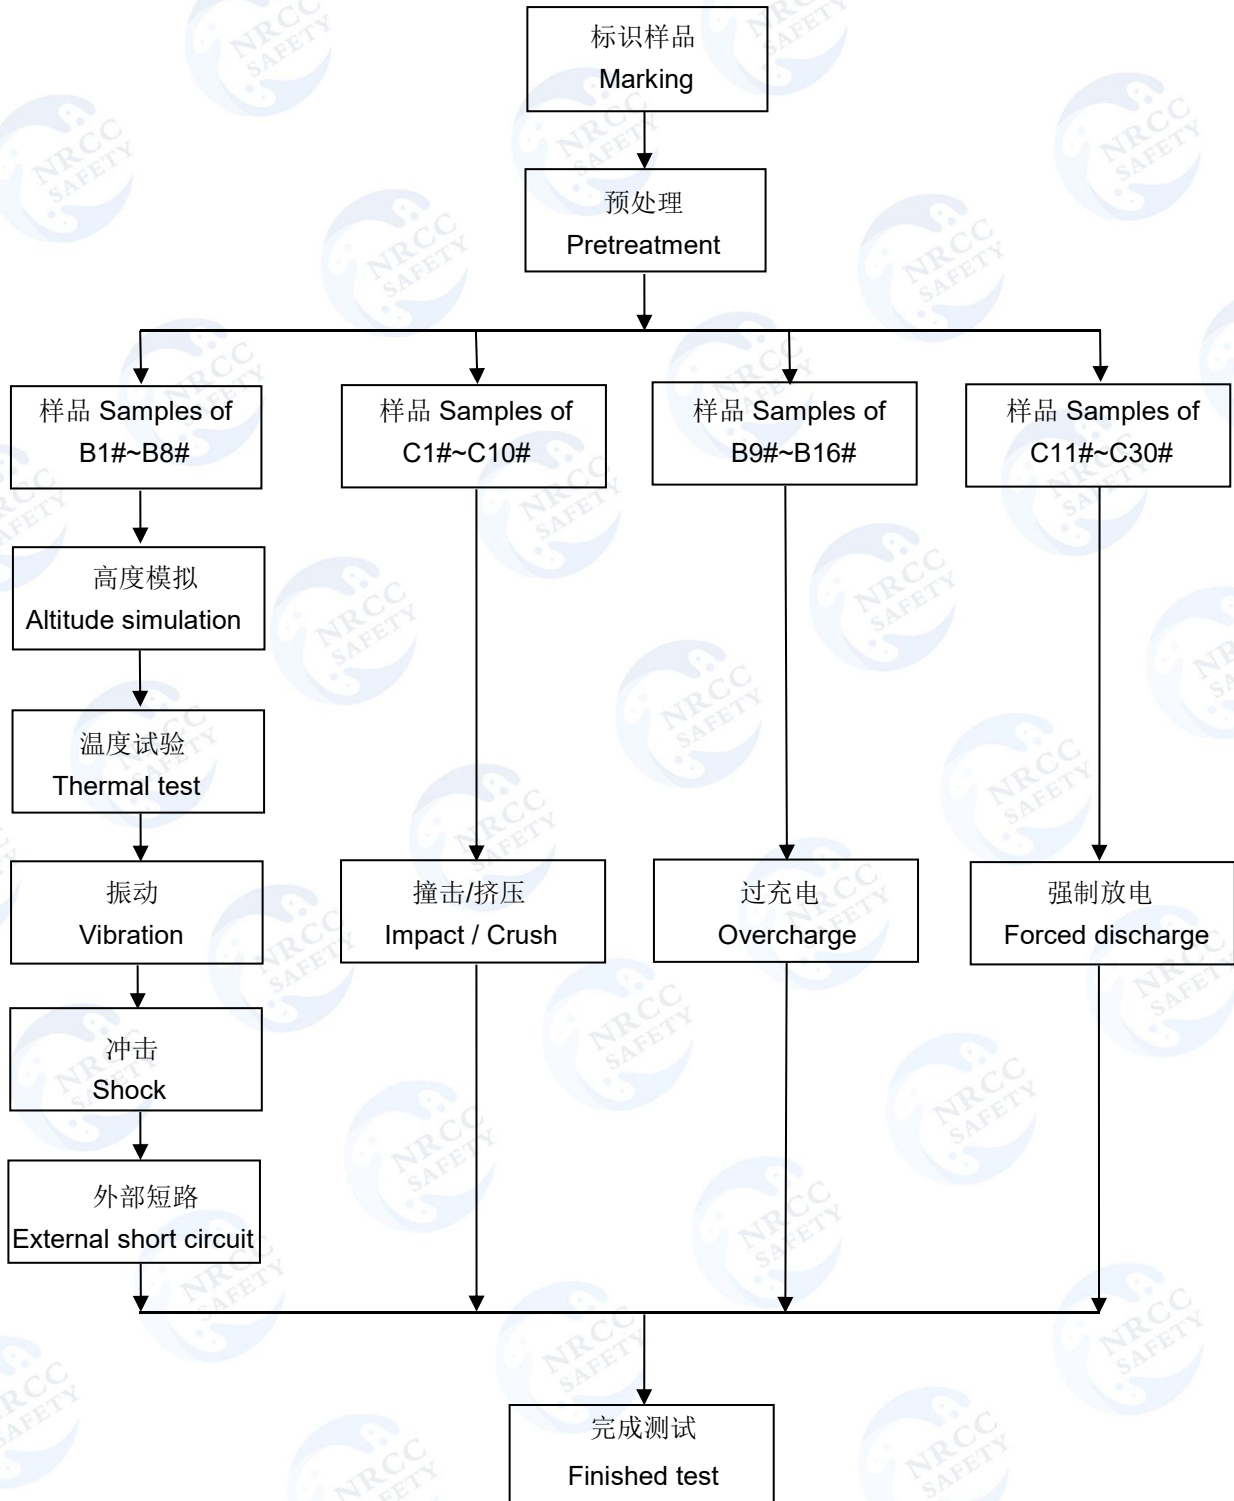 标识样品
Marking
预处理
Pretreatment
样品 Samples of
B1#~B8#
样品 Samples of
C1#~C10#
样品 Samples of
B9#~B16#
样品 Samples of
C11#~C30#
高度模拟
Altitude simulation
温度试验
Thermal test
振动
Vibration
撞击/挤压
Impact / Crush
过充电
Overcharge
强制放电
Forced discharge
冲击
Shock
外部短路
External short circuit
完成测试
Finished test
NRCC
SAFETY